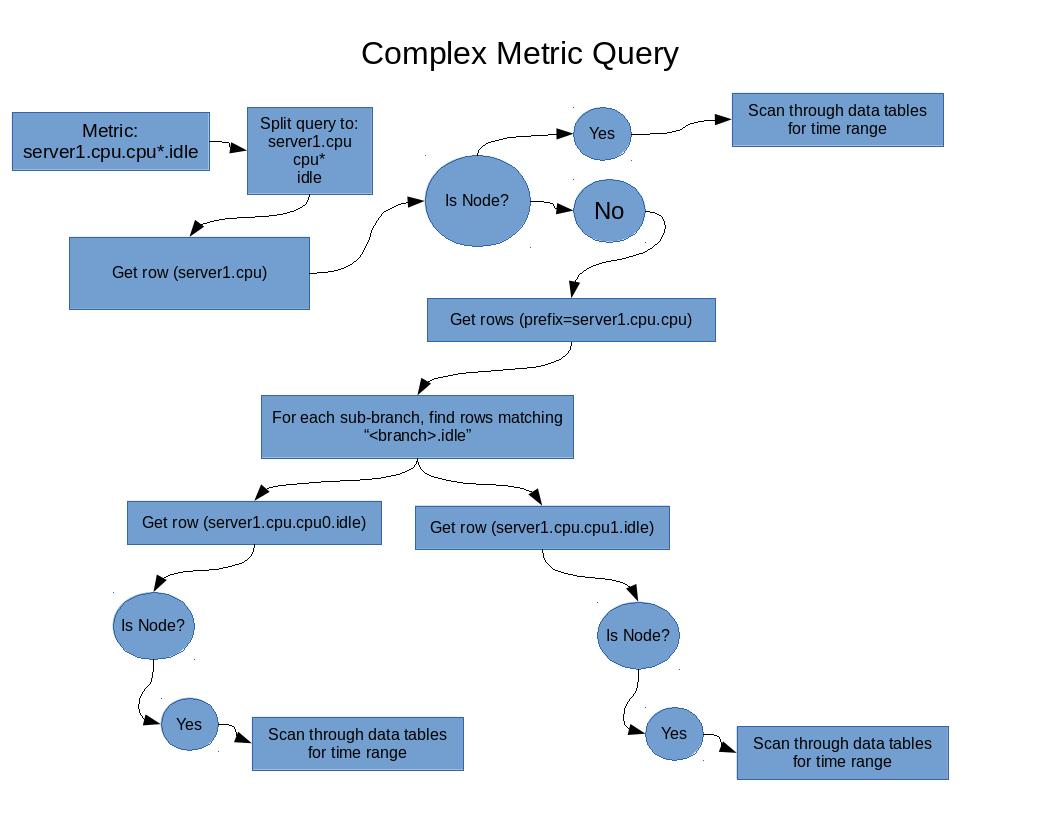 Complex Metric Query
Metric:
server1.cpu.cpu*.idle
Split query to:
server1.cpu
cpu*
idle
Get row (server1.cpu)
Is Node?
Yes
Scan through data tables
for time range
No
Get rows (prefix=server1.cpu.cpu)
For each sub-branch, find rows matching
“<branch>.idle”
Get row (server1.cpu.cpu0.idle)
Get row (server1.cpu.cpu1.idle)
Is Node?
Yes
Scan through data tables
for time range
Is Node?
Yes
Scan through data tables
for time range